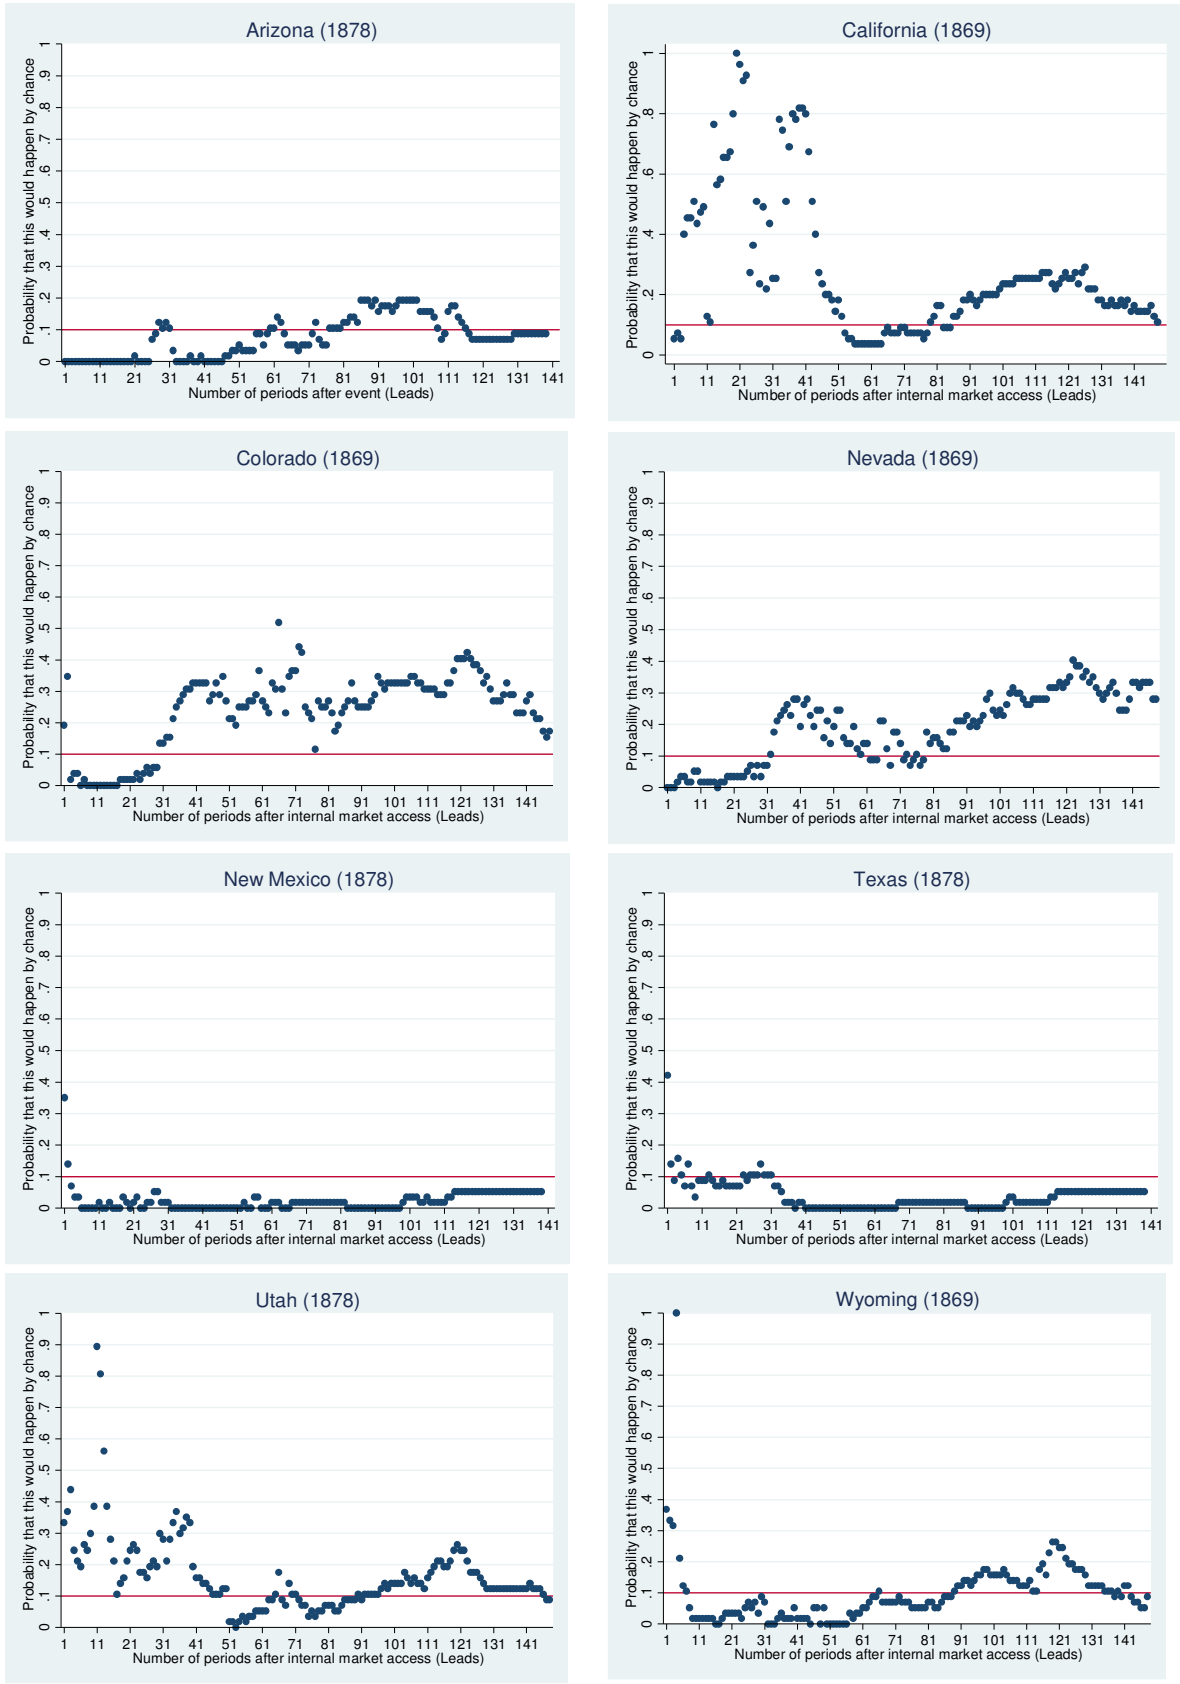 Arizona (1878)
Probability that this would happen by chance
1
.9
.8
.7
.6
.5
.4
.3
.2
.1
0
1 11 21 31 41 51 61 71 81 91 101 111 121 131 141
Number of periods after event (Leads)
California (1869)
Probability that this would happen by chance
1
.8
.6
.4
.2
0
1 11 21 31 41 51 61 71 81 91 101 111 121 131 141
Number of periods after internal market access (Leads)
Colorado (1869)
Probability that this would happen by chance
1
.9
.8
.7
.6
.5
.4
.3
.2
.1
0
1 11 21 31 41 51 61 71 81 91 101 111 121 131 141
Number of periods after internal market access (Leads)
Nevada (1869)
Probability that this would happen by chance
1
.9
.8
.7
.6
.5
.4
.3
.2
.1
0
1 11 21 31 41 51 61 71 81 91 101 111 121 131 141
Number of periods after internal market access (Leads)
New Mexico (1878)
Probability that this would happen by chance
1
.9
.8
.7
.6
.5
.4
.3
.2
.1
0
1 11 21 31 41 51 61 71 81 91 101 111 121 131 141
Number of periods after internal market access (Leads)
Texas (1878)
Probability that this would happen by chance
1
.9
.8
.7
.6
.5
.4
.3
.2
.1
0
1 11 21 31 41 51 61 71 81 91 101 111 121 131 141
Number of periods after internal market access (Leads)
Utah (1878)
Probability that this would happen by chance
1
.9
.8
.7
.6
.5
.4
.3
.2
.1
0
1 11 21 31 41 51 61 71 81 91 101 111 121 131 141
Number of periods after internal market access (Leads)
Wyoming (1869)
Probability that this would happen by chance
1
.9
.8
.7
.6
.5
.4
.3
.2
.1
0
1 11 21 31 41 51 61 71 81 91 101 111 121 131 141
Number of periods after internal market access (Leads)